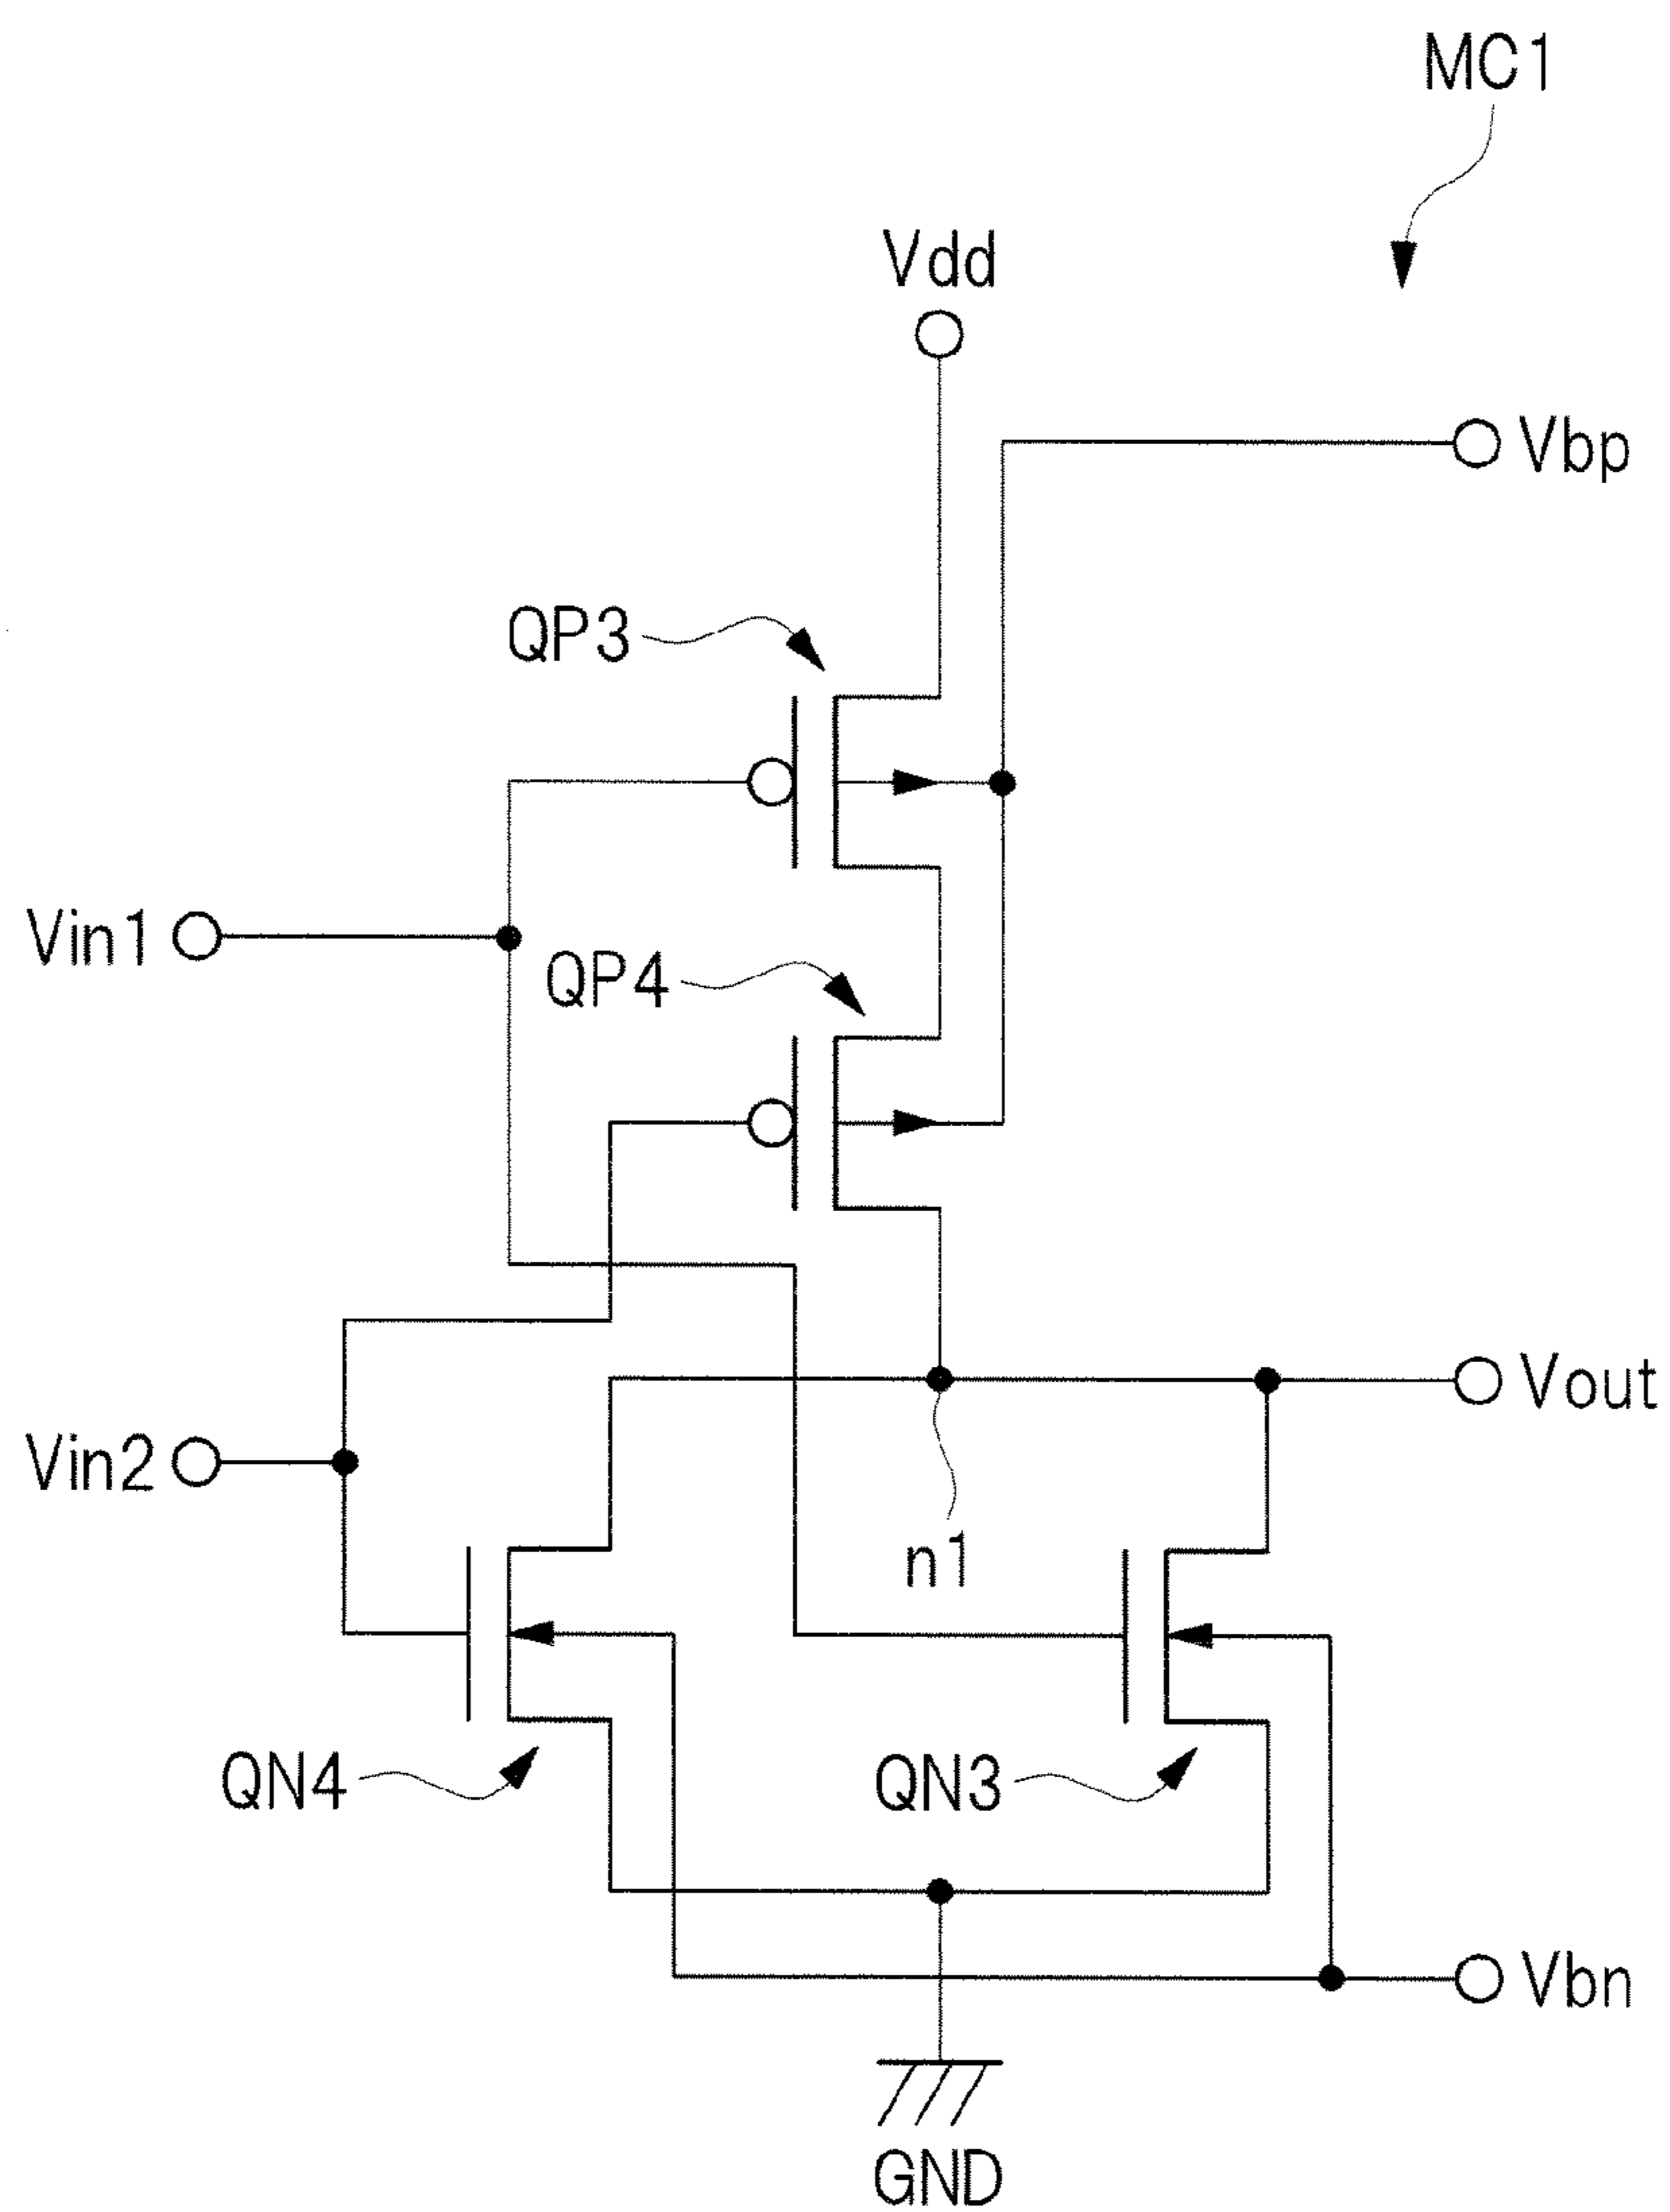 MC1
Vdd
Vbp
QP3
Vin1
QP4
Vout
Vin2
n1
QN4
QN3
Vbn
GND